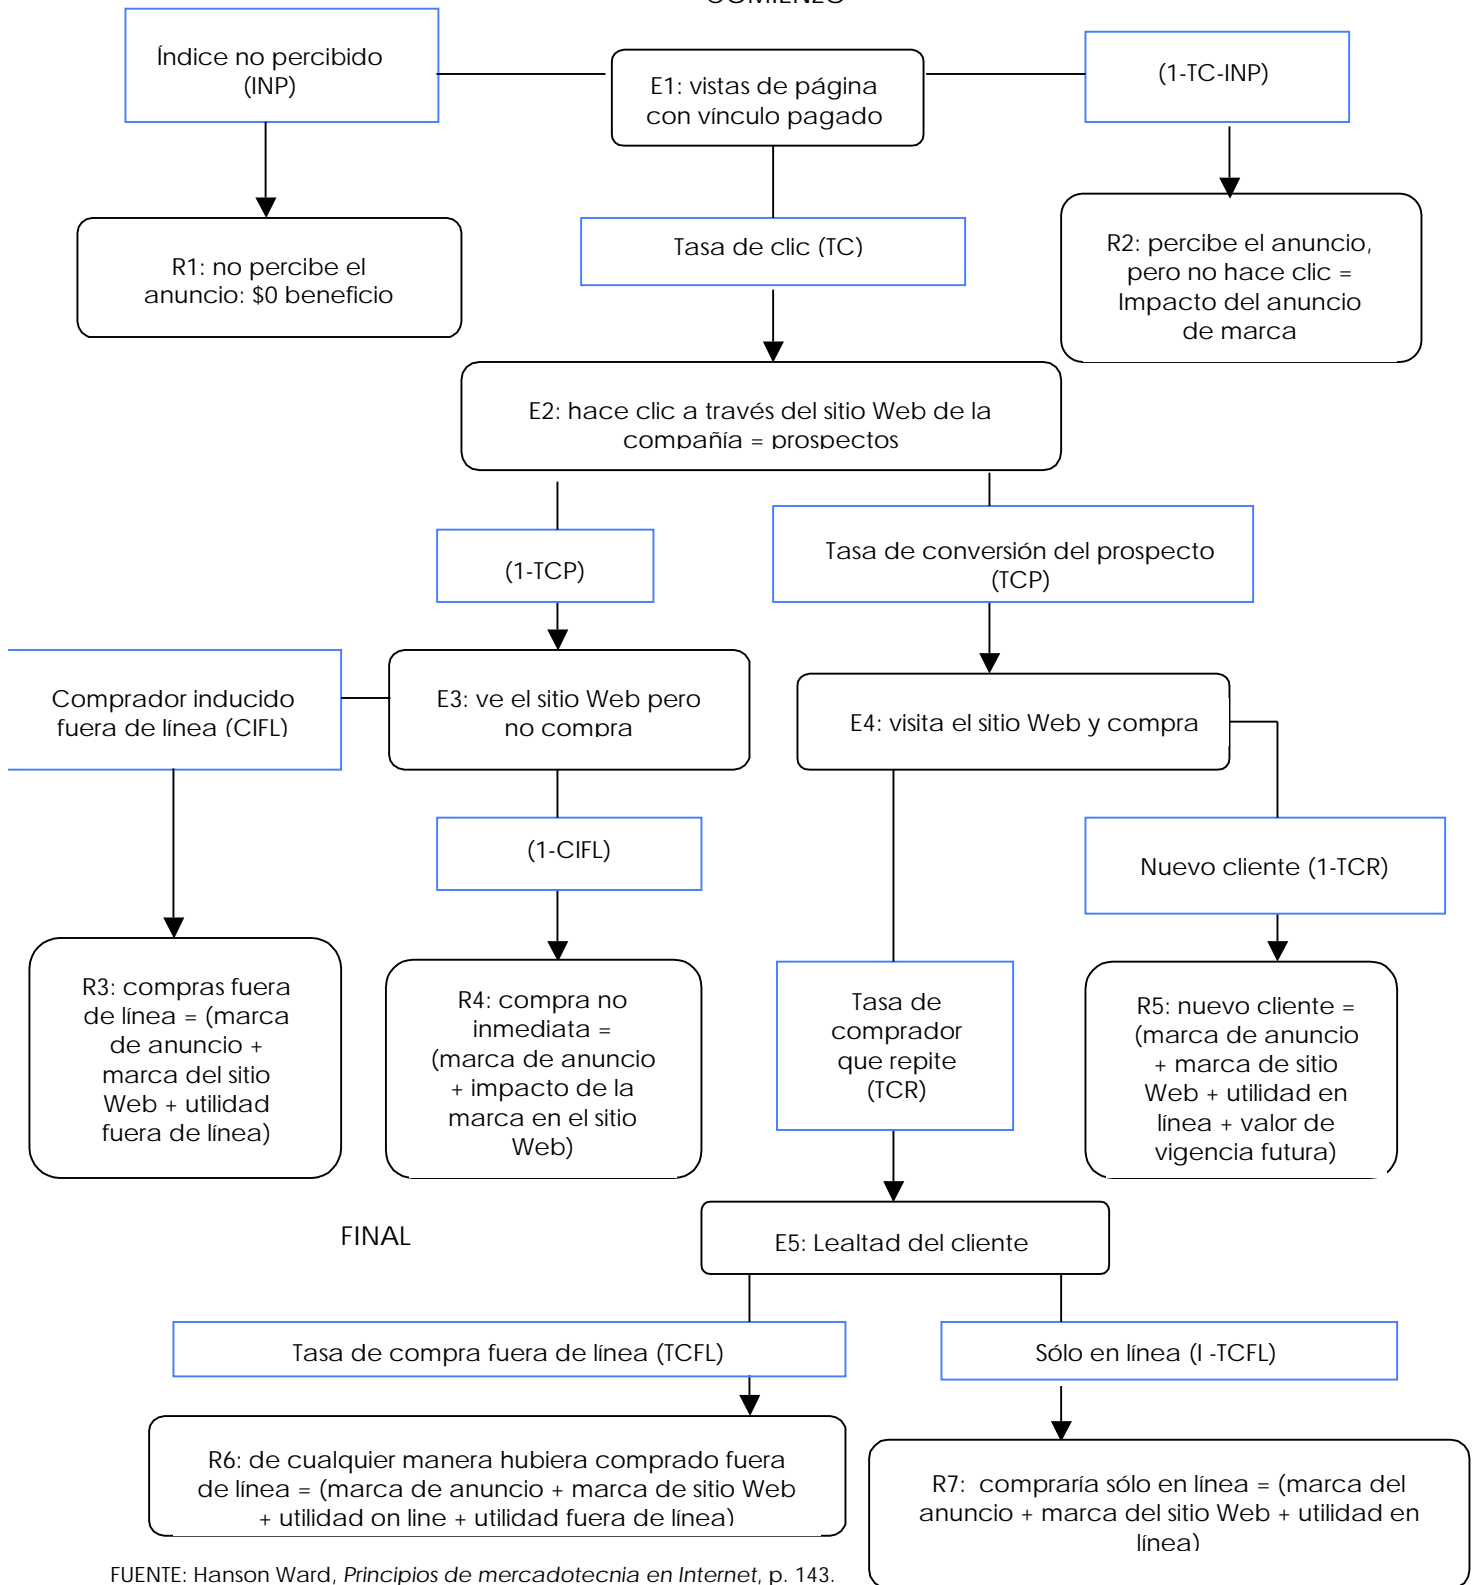 COMIENZO
Índice no percibido
(INP)
E1: vistas de página
con vínculo pagado
(1-TC-INP)
R1: no percibe el
anuncio: $0 beneficio
Tasa de clic (TC)
R2: percibe el anuncio,
pero no hace clic =
Impacto del anuncio
de marca
E2: hace clic a través del sitio Web de la
compañía = prospectos
(1-TCP)
Tasa de conversión del prospecto
(TCP)
Comprador inducido
fuera de línea (CIFL)
E3: ve el sitio Web pero
no compra
E4: visita el sitio Web y compra
(1-CIFL)
Nuevo cliente (1-TCR)
R3: compras fuera
de línea = (marca
de anuncio +
marca del sitio
Web + utilidad
fuera de línea)
R4: compra no
inmediata =
(marca de anuncio
+ impacto de la
marca en el sitio
Web)
Tasa de
comprador
que repite
(TCR)
R5: nuevo cliente =
(marca de anuncio
+ marca de sitio
Web + utilidad en
línea + valor de
vigencia futura)
FINAL
E5: Lealtad del cliente
Tasa de compra fuera de línea (TCFL)
Sólo en línea (I -TCFL)
R6: de cualquier manera hubiera comprado fuera
de línea = (marca de anuncio + marca de sitio Web
+ utilidad on line + utilidad fuera de línea)
R7: compraría sólo en línea = (marca del
anuncio + marca del sitio Web + utilidad en
línea)
FUENTE: Hanson Ward, Principios de mercadotecnia en Internet, p. 143.